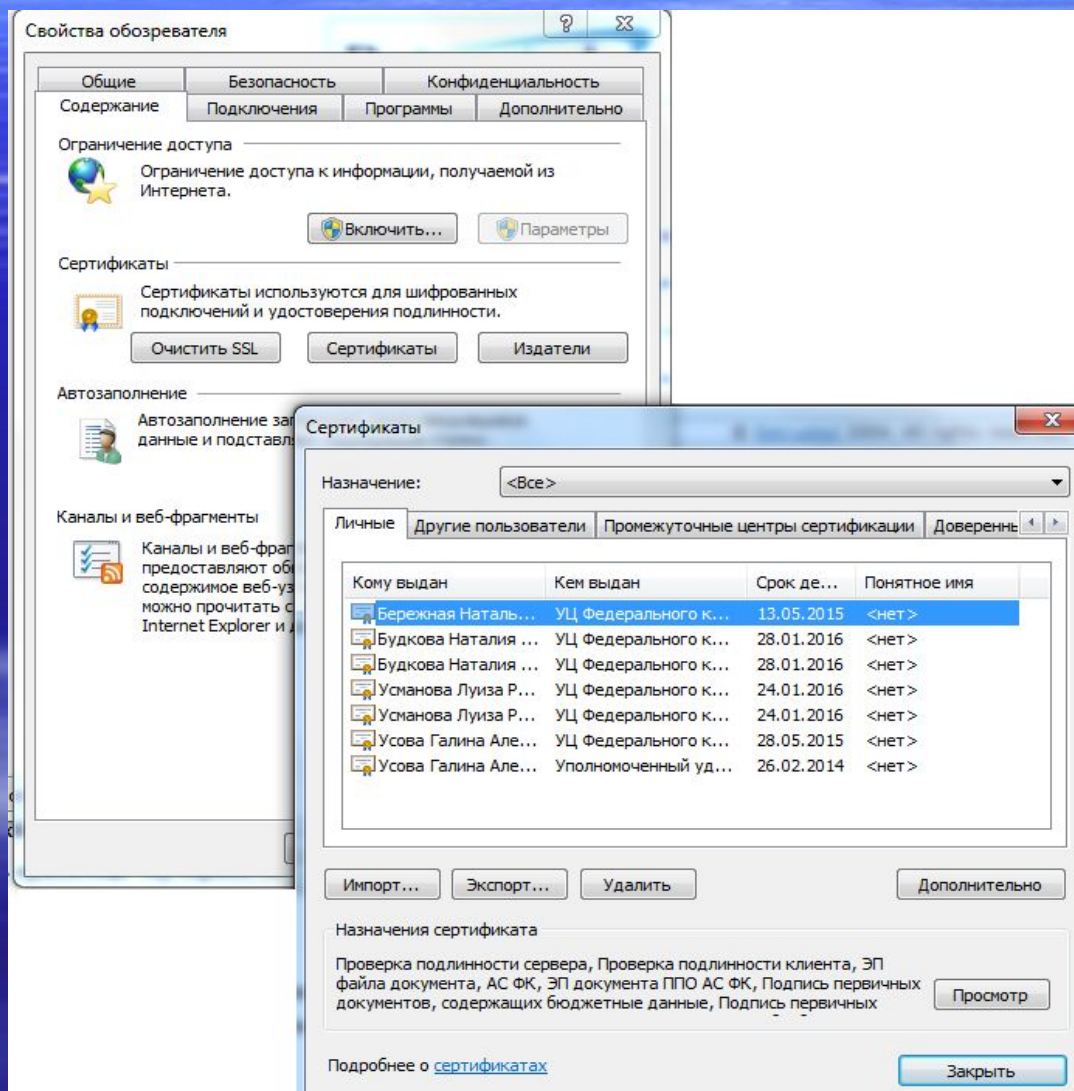 Свойства обозревателя
Общие Безопасность Конфиденциальность
Содержание Подключения Программы Дополнительно
Ограничение доступа
Ограничение доступа к информации, получаемой из
Интернета.
Включить... Параметры
Сертификаты
Сертификаты используются для шифрованных
подключений и удостоверения подлинности.
Очистить SSL Сертификаты Издатели
Автозаполнение
Автозаполнение
данные и
Каналы и веб-фрагменты
Каналы и
предоставляют
содержимое
можно прочитать
Internet Explorer и
Сертификаты
Назначение: <Все>
Личные Другие пользователи Промежуточные центры сертификации
Кому выдан Кем выдан Срок де... Понятное имя
Бережная Наталь... УЦ Федерального к... 13.05.2015 <нет>
Будкова Наталия ... УЦ Федерального к... 28.01.2016 <нет>
Будкова Наталия ... УЦ Федерального к... 28.01.2016 <нет>
Усманова Луиза Р... УЦ Федерального к... 24.01.2016 <нет>
Усманова Луиза Р... УЦ Федерального к... 24.01.2016 <нет>
Усова Галина Але... УЦ Федерального к... 28.05.2015 <нет>
Усова Галина Але... Уполномоченный уд... 26.02.2014 <нет>
Импорт... Экспорт... Удалить Дополнительно
Назначения сертификата
Проверка подлинности сервера, Проверка подлинности клиента, ЭП
файла документа, АС ФК, ЭП документа ППО АС ФК, Подпись первичных
документов, содержащих бюджетные данные, Подпись первичных
Просмотр
Подробнее о сертификатах
Закрыть